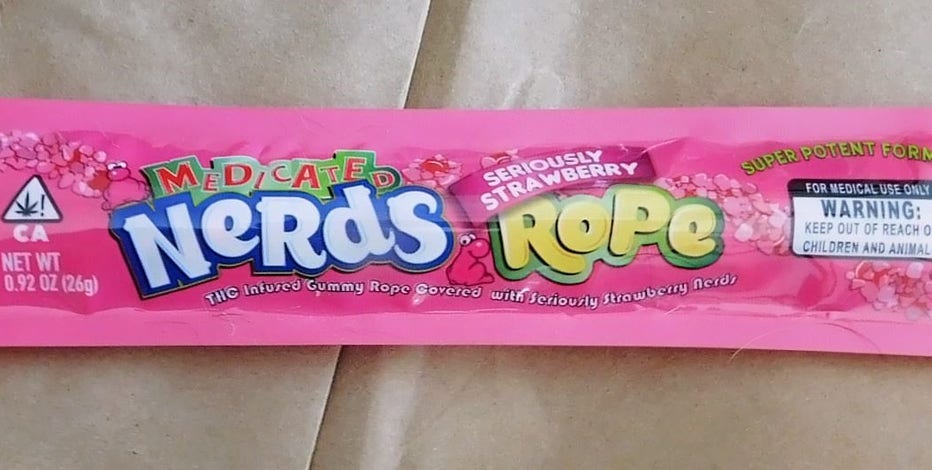 MEDICATED
NERDS
SERIOUSLY
STRAWBERRY
ROPE
THC Infused Gummy Rope Covered with Seriously Strawberry Nerds
CA
NET WT
0.92 OZ (26g)
SUPER POTENT FORM
FOR MEDICAL USE ONLY
WARNING:
KEEP OUT OF REACH O
CHILDREN AND ANIMAL